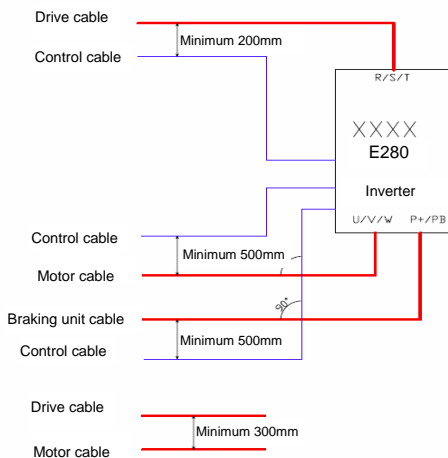 Drive cable
Minimum 200mm
Control cable
R/S/T
XXXX
E280
Inverter
U/V/W P+/PB
Control cable
Minimum 500mm
Motor cable
90°
Braking unit cable
Minimum 500mm
Control cable
Drive cable
Minimum 300mm
Motor cable